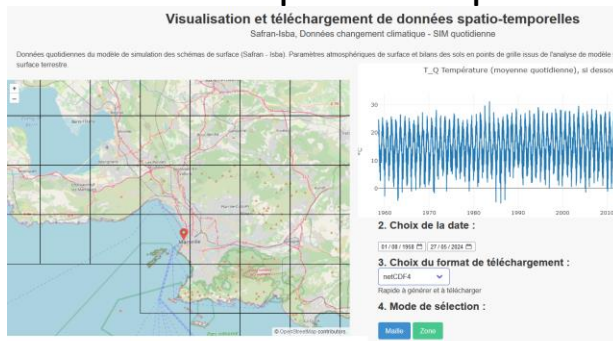 Visualisation et téléchargement de données spatio-temporelles
Safran-Isba, Données changement climatique - SIM quotidienne
Données quotidiennes du modèle de simulation des schémas de surface (Safran - Isba). Paramètres atmosphériques de surface et bilans des sols en points de grille issus de l'analyse de modèle
surface terrestre.
T_Q Température (moyenne quotidienne), si dessou
+
−
30
20
10
0
°C
1960
1970
1980
1990
2000
2010
Marseille
© OpenStreetMap contributors.
2. Choix de la date :
01 / 08 / 1958
27 / 05 / 2024
3. Choix du format de téléchargement :
netCDF4
Rapide à générer et à télécharger
4. Mode de sélection :
Maille
Zone